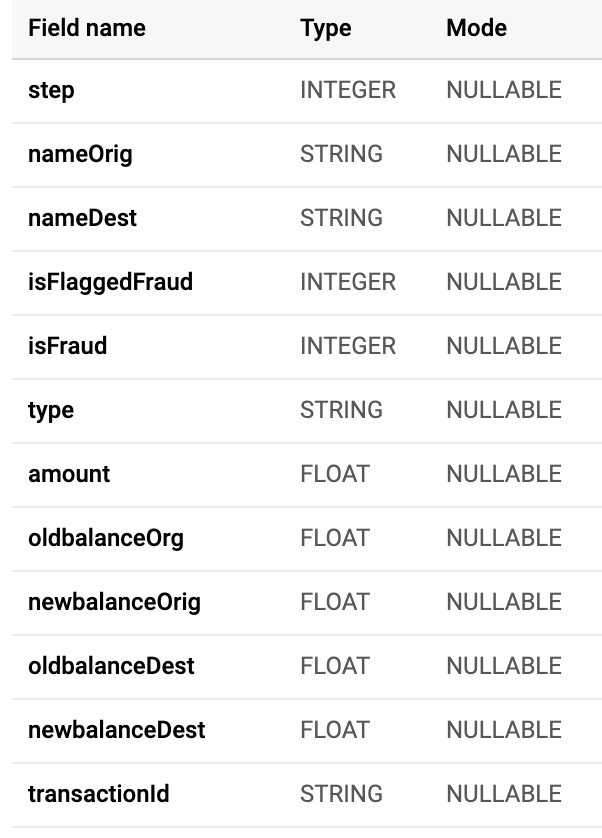 Field name Type Mode
step INTEGER NULLABLE
nameOrig STRING NULLABLE
nameDest STRING NULLABLE
isFlaggedFraud INTEGER NULLABLE
isFraud INTEGER NULLABLE
type STRING NULLABLE
amount FLOAT NULLABLE
oldbalanceOrg FLOAT NULLABLE
newbalanceOrig FLOAT NULLABLE
oldbalanceDest FLOAT NULLABLE
newbalanceDest FLOAT NULLABLE
transactionId STRING NULLABLE